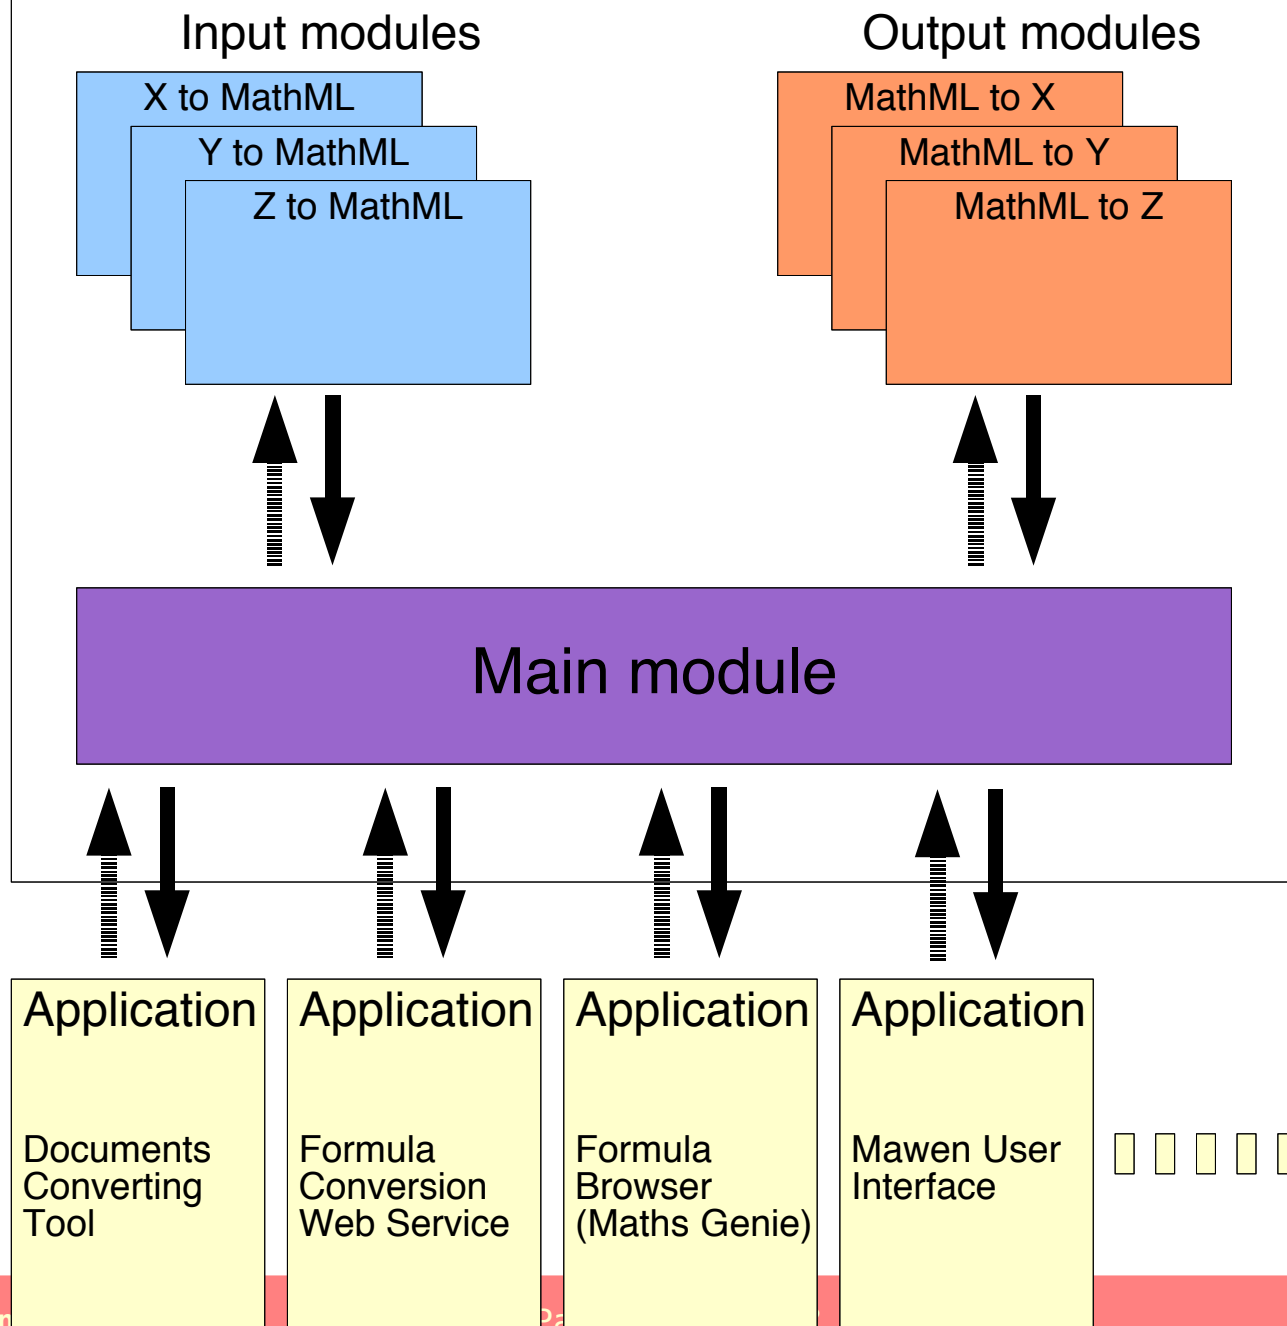 Input modules
Output modules
X to MathML
Y to MathML
Z to MathML
MathML to X
MathML to Y
MathML to Z
Main module
Application
Documents
Converting
Tool
Application
Formula
Conversion
Web Service
Application
Formula
Browser
(Maths Genie)
Application
Mawen User
Interface